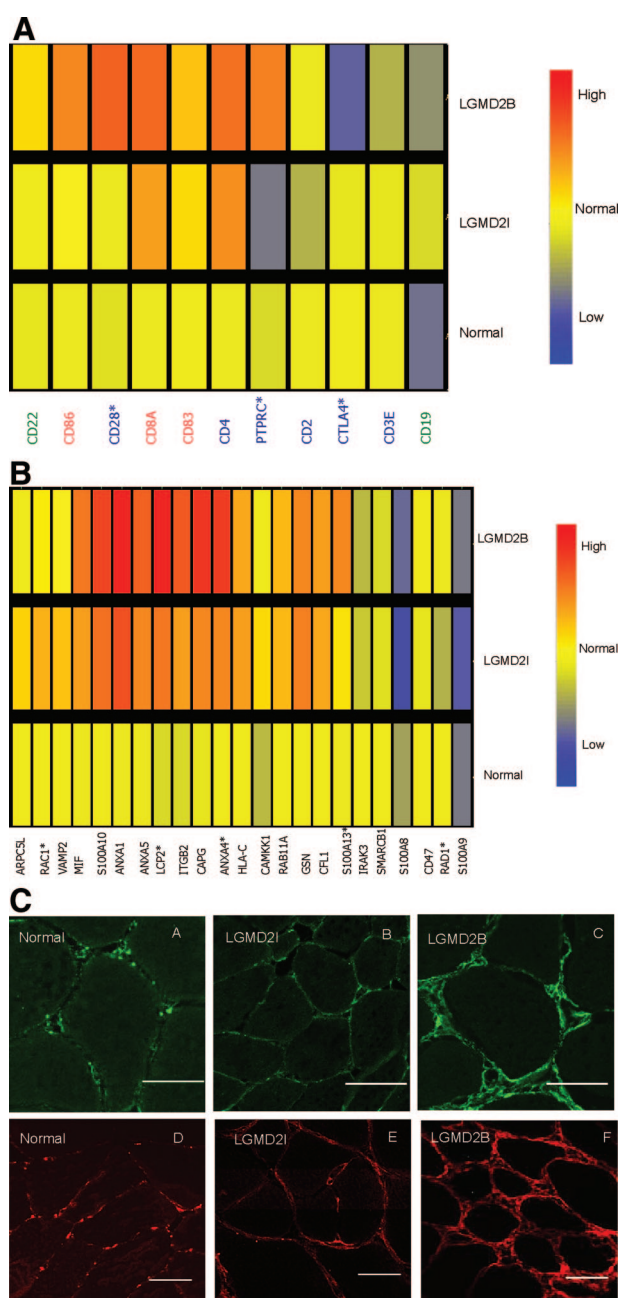 A
LGMD2B
LGMD2I
Normal
High
Normal
Low
CD22 CD86 CD28* CD8A CD83 CD4 PTPRC* CD2 CTLA4* CD3E CD19
B
LGMD2B
LGMD2I
Normal
High
Normal
Low
ARPC5L RAC1* VAMP2 MIF S100A10 ANXA1 ANXA5 LCP2* ITGB2 CAPG ANXA4* HLA-C CAMKK1 RAB11A GSN CFL1 S100A13* IRAK3 SMARCB1 S100A8 CD47 RAD1* S100A9
C
Normal A
LGMD2I B
LGMD2B C
Normal D
LGMD2I E
LGMD2B F